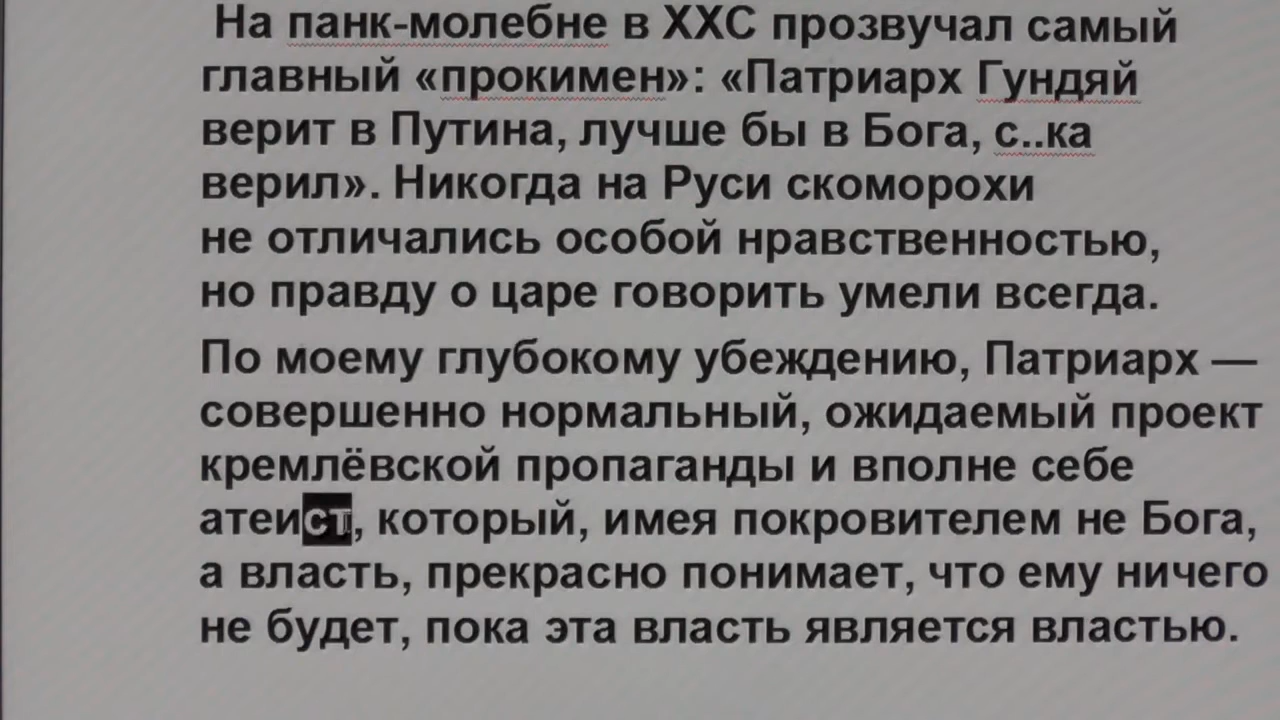 На панк-молебне в ХХС прозвучал самый
главный «прокимен»: «Патриарх Гундяй
верит в Путина, лучше бы в Бога, с..ка
верил». Никогда на Руси скоморохи
не отличались особой нравственностью,
но правду о царе говорить умели всегда.
По моему глубокому убеждению, Патриарх —
совершенно нормальный, ожидаемый проект
кремлёвской пропаганды и вполне себе
атеист, который, имея покровителем не Бога,
а власть, прекрасно понимает, что ему ничего
не будет, пока эта власть является властью.